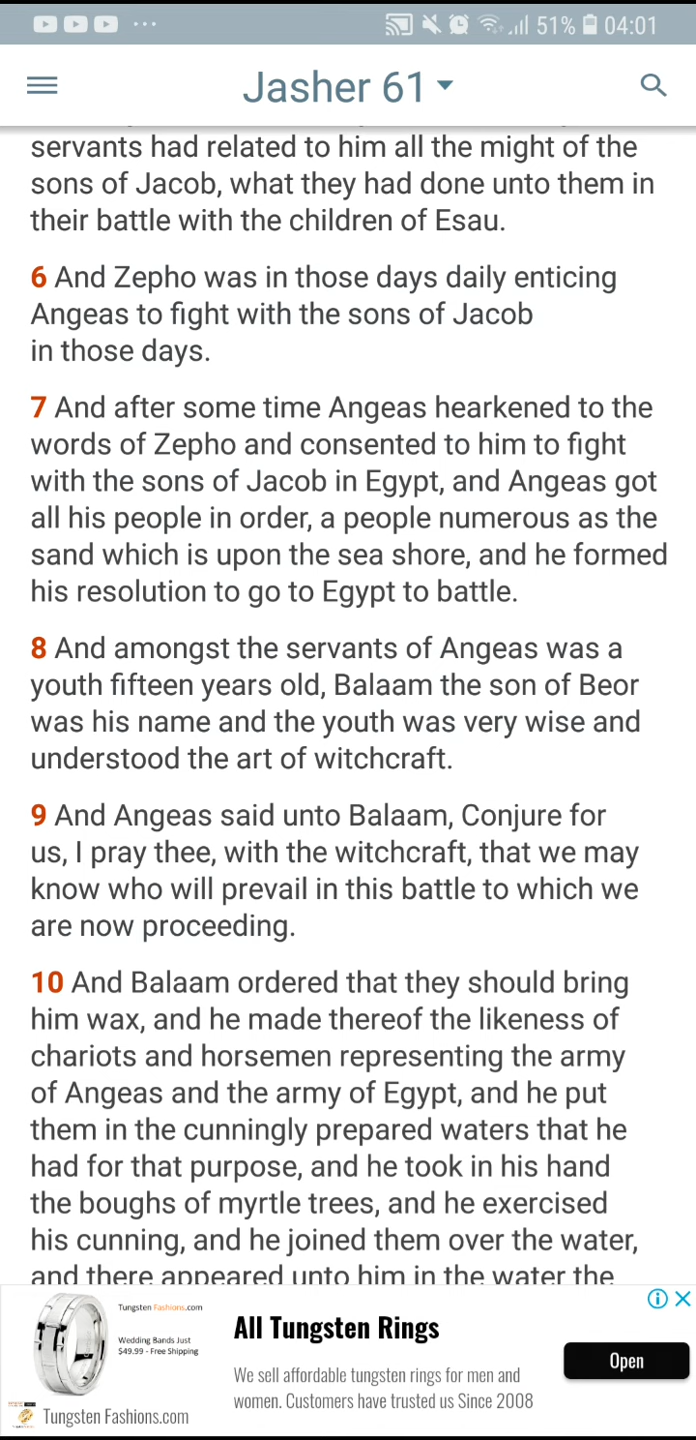 51% 04:01
Jasher 61
servants had related to him all the might of the
sons of Jacob, what they had done unto them in
their battle with the children of Esau.
6 And Zepho was in those days daily enticing
Angeas to fight with the sons of Jacob
in those days.
7 And after some time Angeas hearkened to the
words of Zepho and consented to him to fight
with the sons of Jacob in Egypt, and Angeas got
all his people in order, a people numerous as the
sand which is upon the sea shore, and he formed
his resolution to go to Egypt to battle.
8 And amongst the servants of Angeas was a
youth fifteen years old, Balaam the son of Beor
was his name and the youth was very wise and
understood the art of witchcraft.
9 And Angeas said unto Balaam, Conjure for
us, I pray thee, with the witchcraft, that we may
know who will prevail in this battle to which we
are now proceeding.
10 And Balaam ordered that they should bring
him wax, and he made thereof the likeness of
chariots and horsemen representing the army
of Angeas and the army of Egypt, and he put
them in the cunningly prepared waters that he
had for that purpose, and he took in his hand
the boughs of myrtle trees, and he exercised
his cunning, and he joined them over the water,
and there appeared unto him in the water the
Tungsten Fashions.com
Wedding Bands Just
$49.99 - Free Shipping
Tungsten Fashions.com
All Tungsten Rings
We sell affordable tungsten rings for men and
women. Customers have trusted us Since 2008
Open